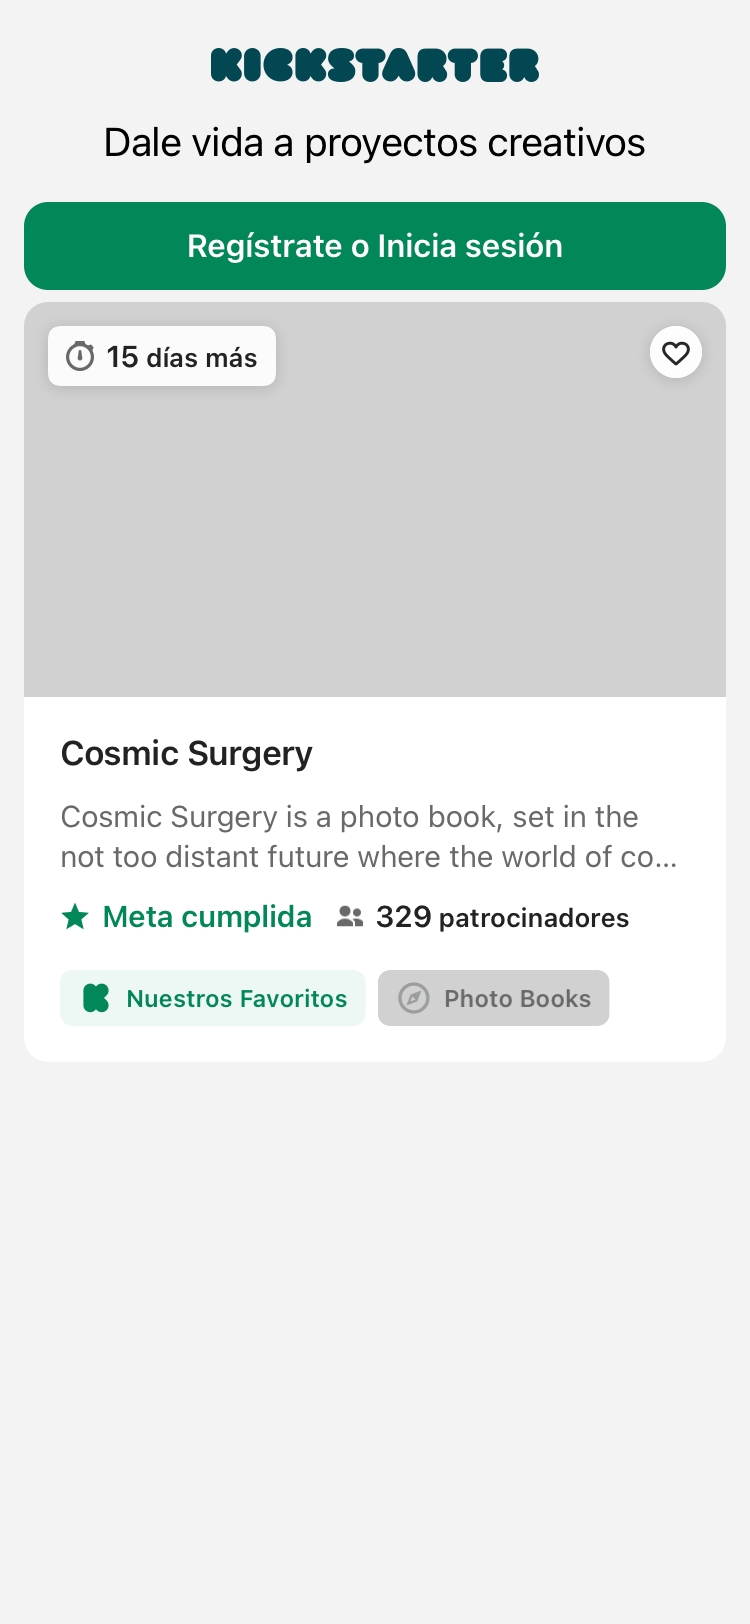 KICKSTARTER
Dale vida a proyectos creativos
Regístrate o Inicia sesión
15 días más
Cosmic Surgery
Cosmic Surgery is a photo book, set in the
not too distant future where the world of co...
Meta cumplida
329 patrocinadores
Nuestros Favoritos
Photo Books